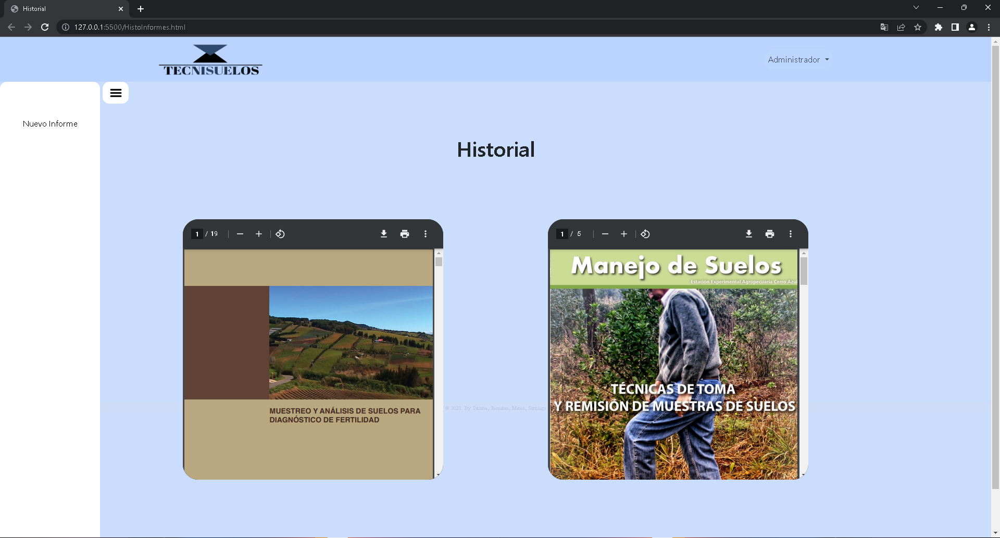 Historial
127.0.0.1:5500/HistoInformes.html
TECNISUELOS
Administrador
Nuevo Informe
Historial
1 / 19
1 / 5
Manejo de Suelos
Estación Experimental Agropecuaria Cerro Azul
TÉCNICAS DE TOMA
Y REMISIÓN DE MUESTRAS DE SUELOS
MUESTREO Y ANÁLISIS DE SUELOS PARA
DIAGNÓSTICO DE FERTILIDAD
© 2023. By Tatiana, Jhonatan, Mateo, Santiago